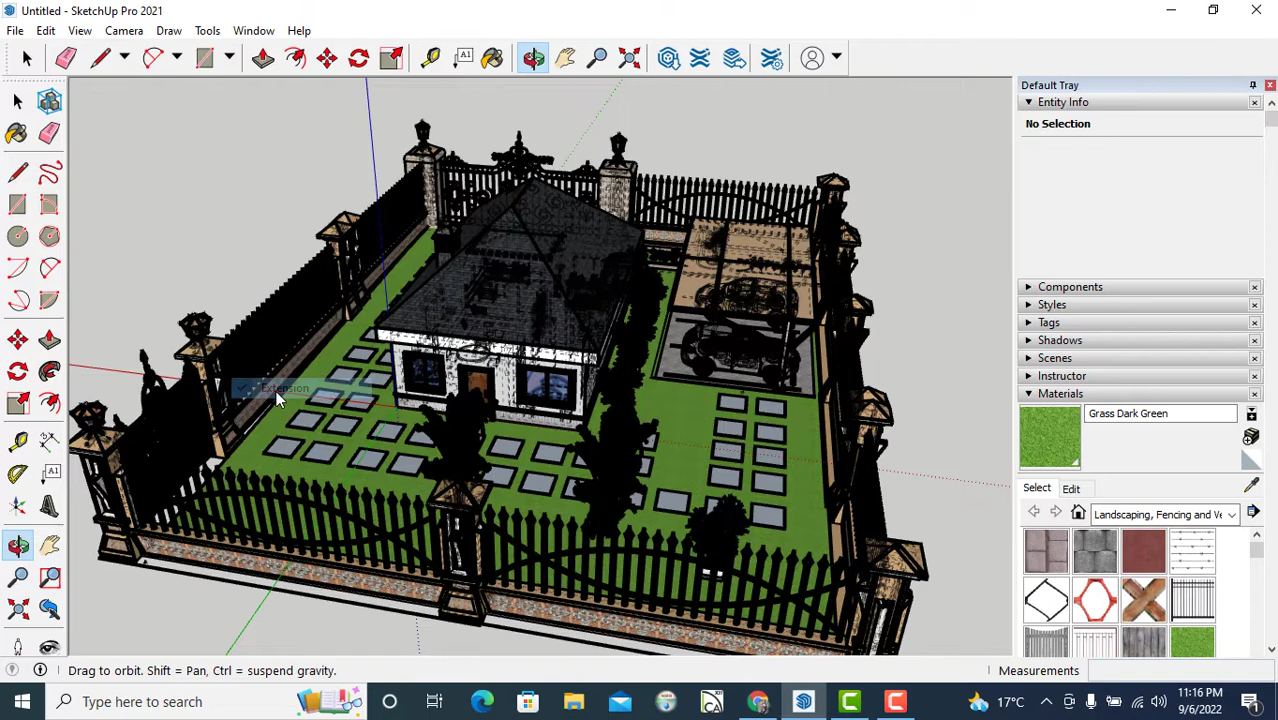 Untitled - SketchUp Pro 2021
File Edit View Camera Draw Tools Window Help
Default Tray
Entity Info
No Selection
Extension
Components
Styles
Tags
Shadows
Scenes
Instructor
Materials
Grass Dark Green
Select Edit
Landscaping, Fencing and Ve
Drag to orbit. Shift = Pan, Ctrl = suspend gravity.
Measurements
Type here to search
17°C
11:16 PM
9/6/2022